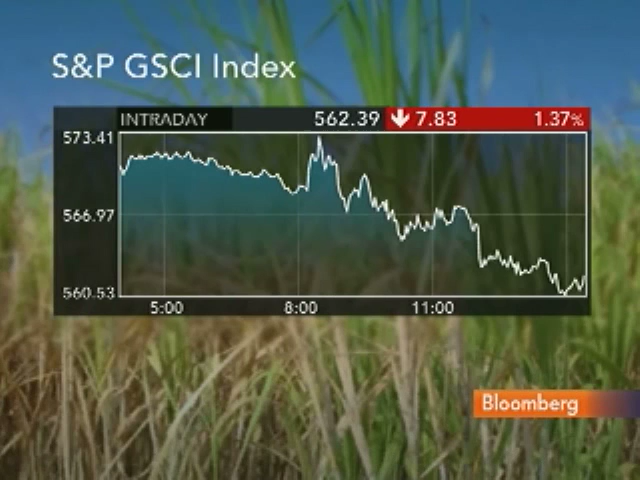 S&P GSCI Index
INTRADAY 562.39 7.83 1.37%
573.41
566.97
560.53
5:00 8:00 11:00
Bloomberg